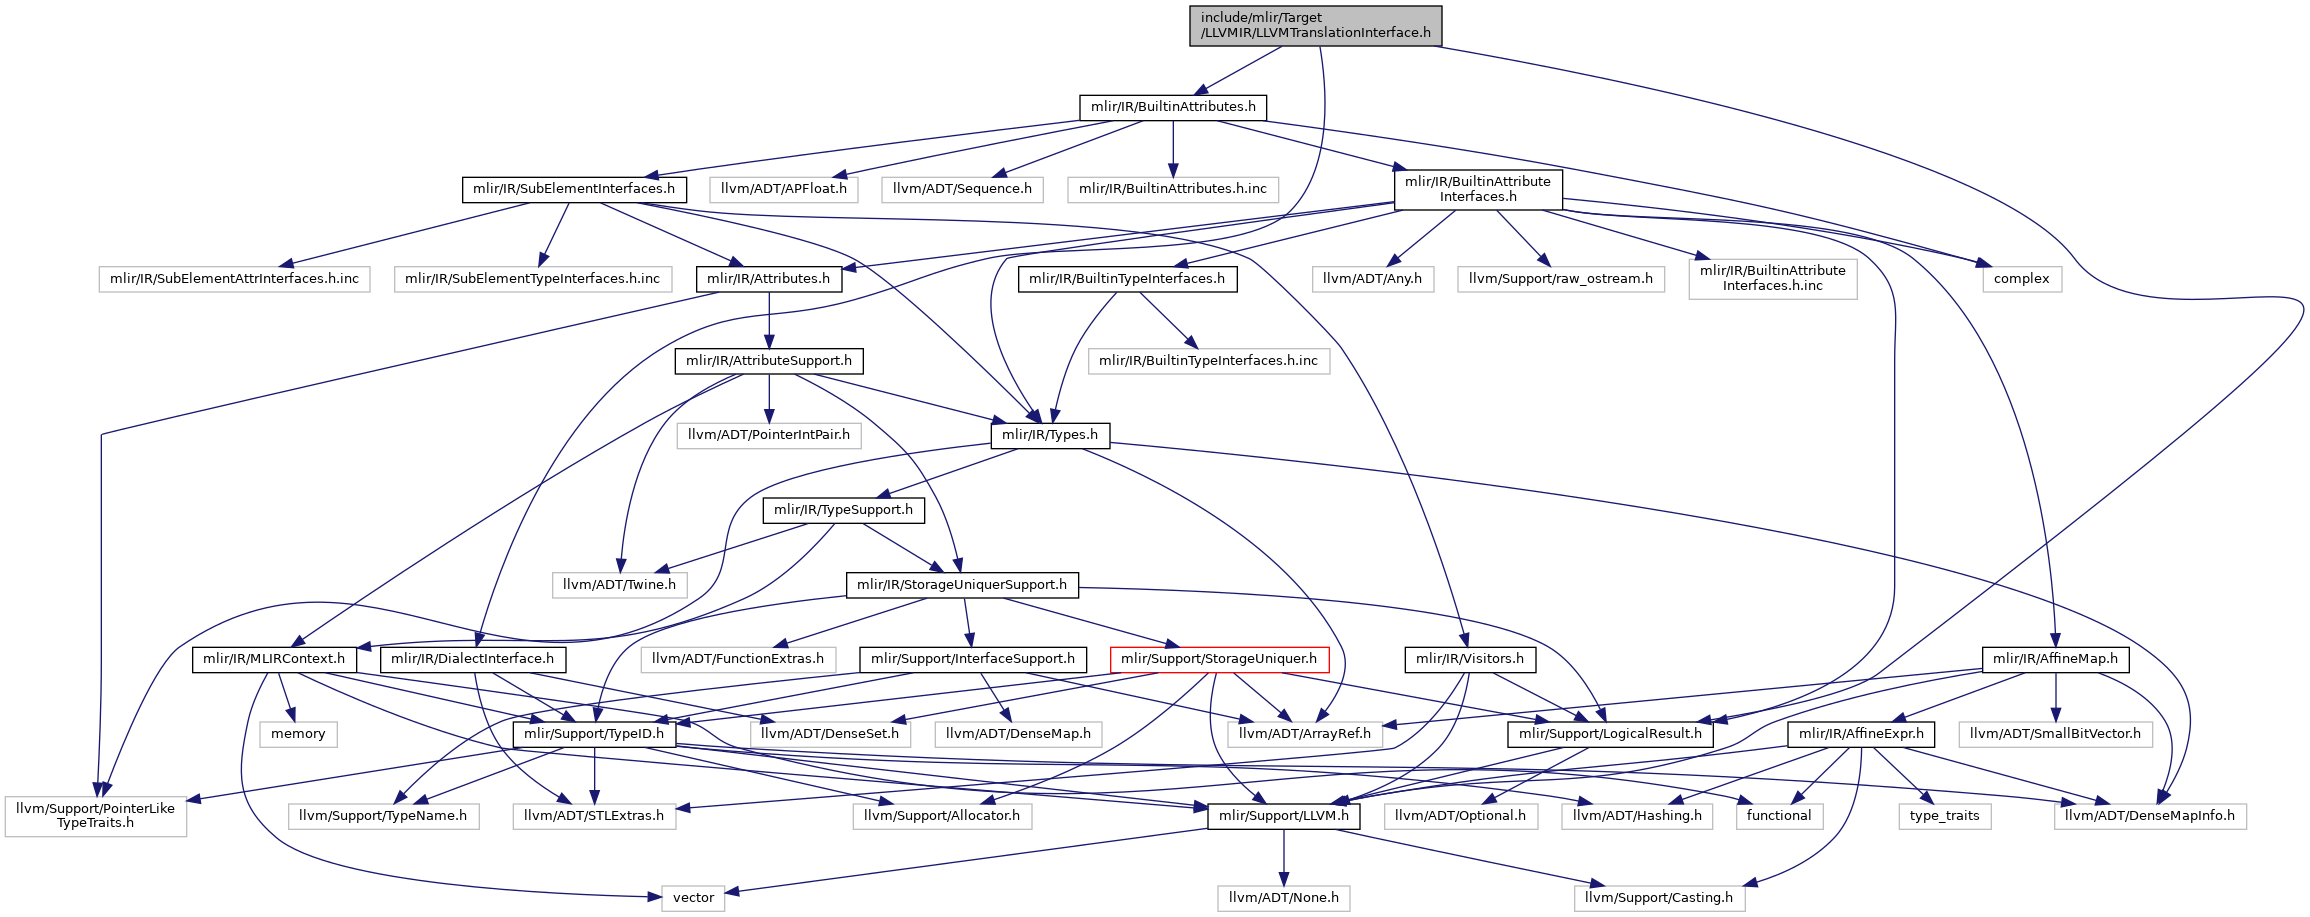 include/mlir/Target
/LLVMIR/LLVMTranslationInterface.h
mlir/IR/BuiltinAttributes.h
mlir/IR/SubElementInterfaces.h
llvm/ADT/APFloat.h
llvm/ADT/Sequence.h
mlir/IR/BuiltinAttributes.h.inc
mlir/IR/BuiltinAttribute
Interfaces.h
mlir/IR/SubElementAttrInterfaces.h.inc
mlir/IR/SubElementTypeInterfaces.h.inc
mlir/IR/Attributes.h
mlir/IR/BuiltinTypeInterfaces.h
llvm/ADT/Any.h
llvm/Support/raw_ostream.h
mlir/IR/BuiltinAttribute
Interfaces.h.inc
complex
mlir/IR/AttributeSupport.h
mlir/IR/BuiltinTypeInterfaces.h.inc
llvm/ADT/PointerIntPair.h
mlir/IR/Types.h
mlir/IR/TypeSupport.h
llvm/ADT/Twine.h
mlir/IR/StorageUniquerSupport.h
mlir/IR/MLIRContext.h
mlir/IR/DialectInterface.h
llvm/ADT/FunctionExtras.h
mlir/Support/InterfaceSupport.h
mlir/Support/StorageUniquer.h
mlir/IR/Visitors.h
mlir/IR/AffineMap.h
memory
mlir/Support/TypeID.h
llvm/ADT/DenseSet.h
llvm/ADT/DenseMap.h
llvm/ADT/ArrayRef.h
mlir/Support/LogicalResult.h
mlir/IR/AffineExpr.h
llvm/ADT/SmallBitVector.h
llvm/Support/PointerLike
TypeTraits.h
llvm/Support/TypeName.h
llvm/ADT/STLExtras.h
llvm/Support/Allocator.h
mlir/Support/LLVM.h
llvm/ADT/Optional.h
llvm/ADT/Hashing.h
functional
type_traits
llvm/ADT/DenseMapInfo.h
vector
llvm/ADT/None.h
llvm/Support/Casting.h